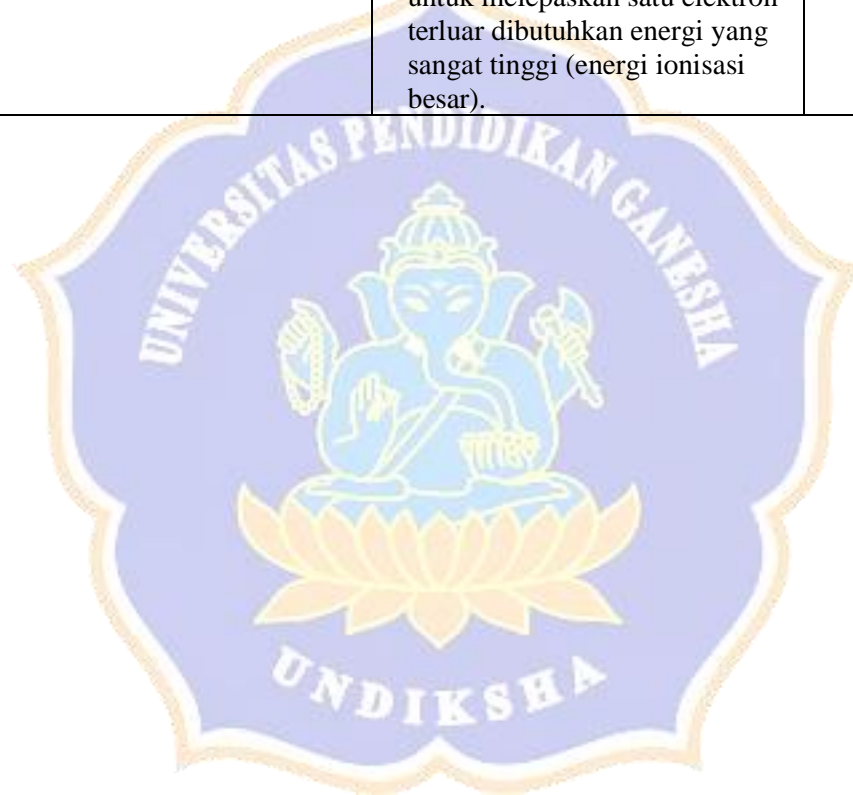 untuk melepaskan satu elektron
terluar dibutuhkan energi yang
sangat tinggi (energi ionisasi
besar).
UNIVERSITAS PENDIDIKAN GANESHA
UNDIKSHA